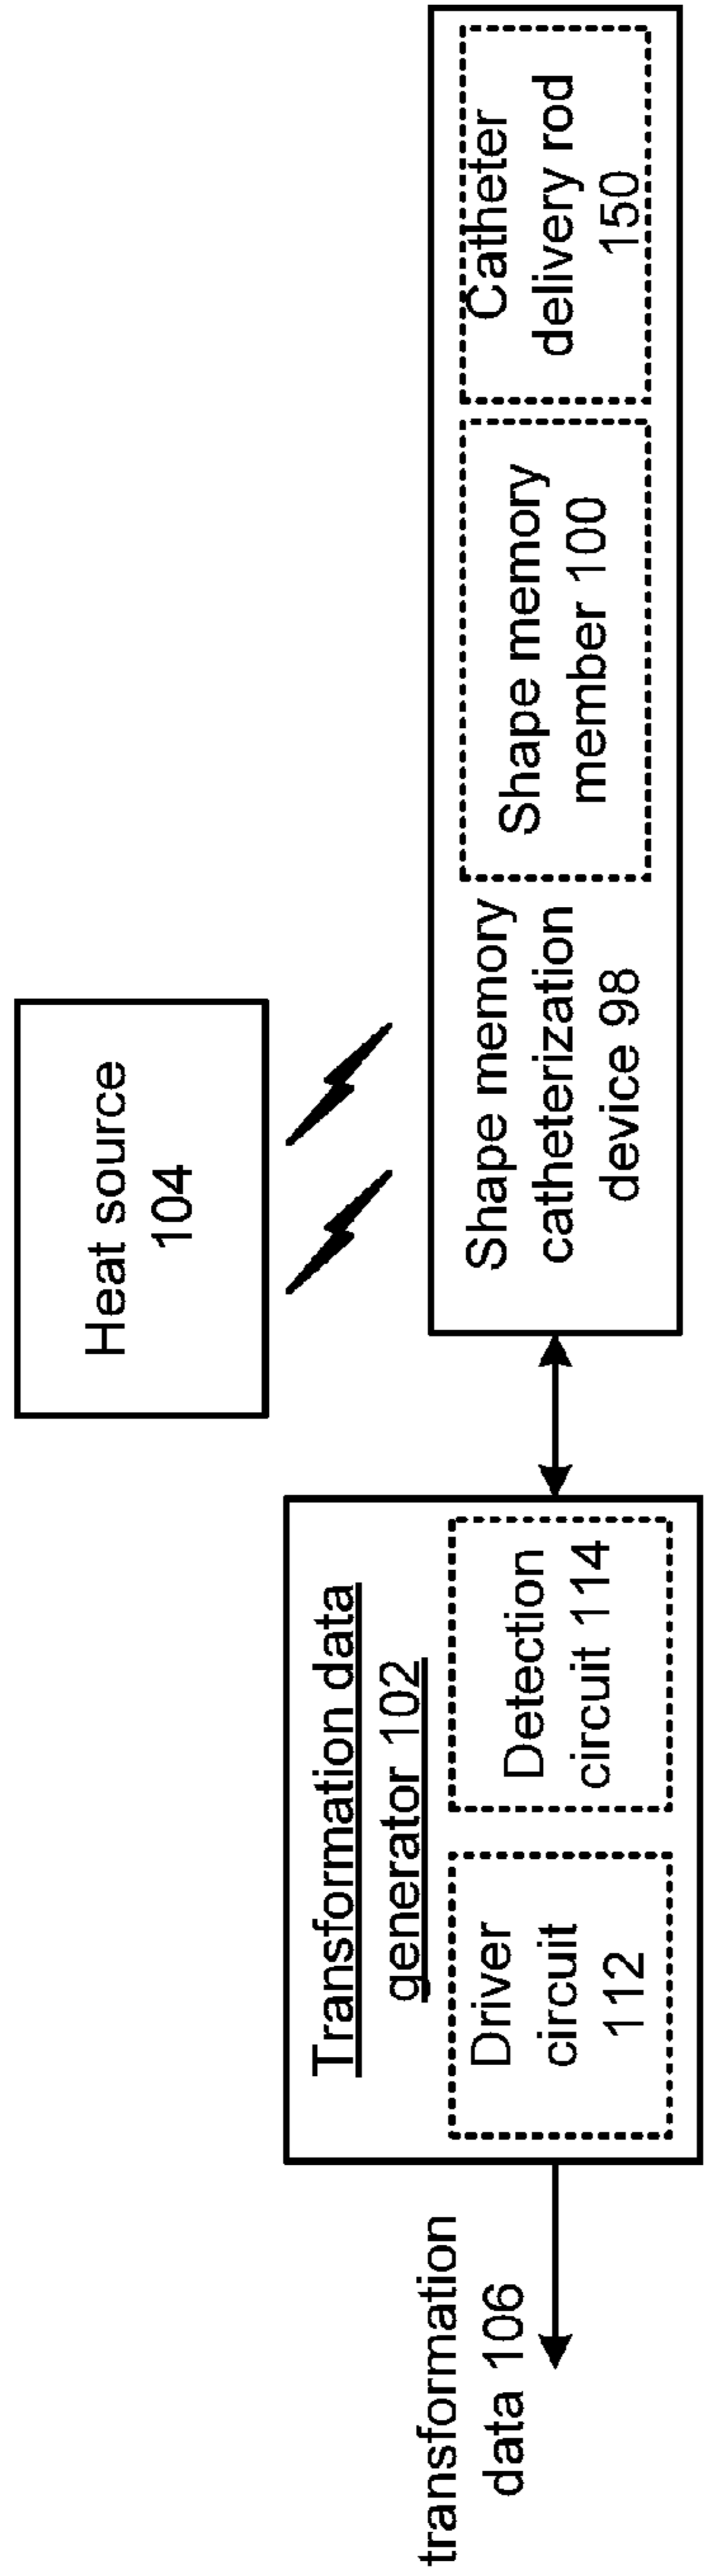 Heat source
104
transformation
data 106
Transformation data
generator 102
Driver
circuit
112
Detection
circuit 114
Shape memory
catheterization
device 98
Shape memory
member 100
Catheter
delivery rod
150